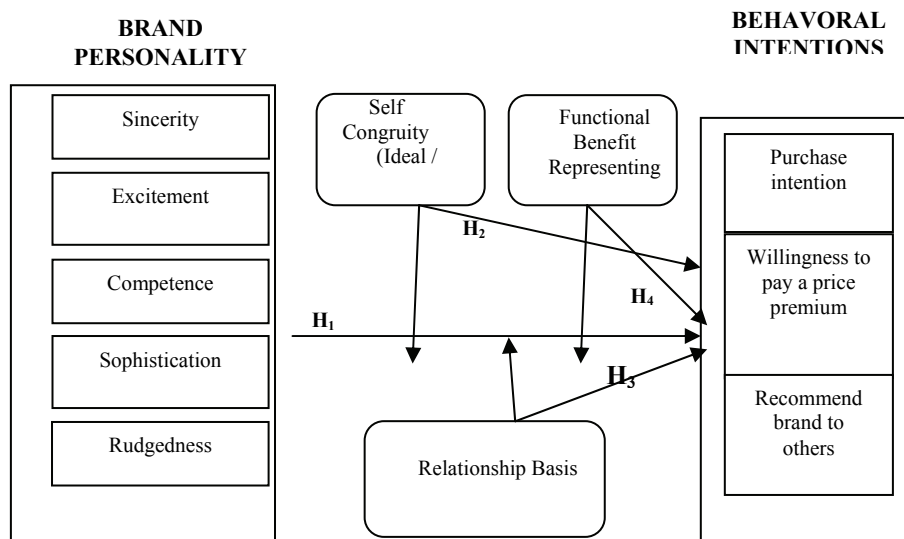 BRAND
PERSONALITY
Sincerity
Excitement
Competence
Sophistication
Rudgedness
Self
Congruity
(Ideal /
Functional
Benefit
Representing
H₂
H₄
H₁
H₃
Relationship Basis
BEHAVORAL
INTENTIONS
Purchase
intention
Willingness to
pay a price
premium
Recommend
brand to
others